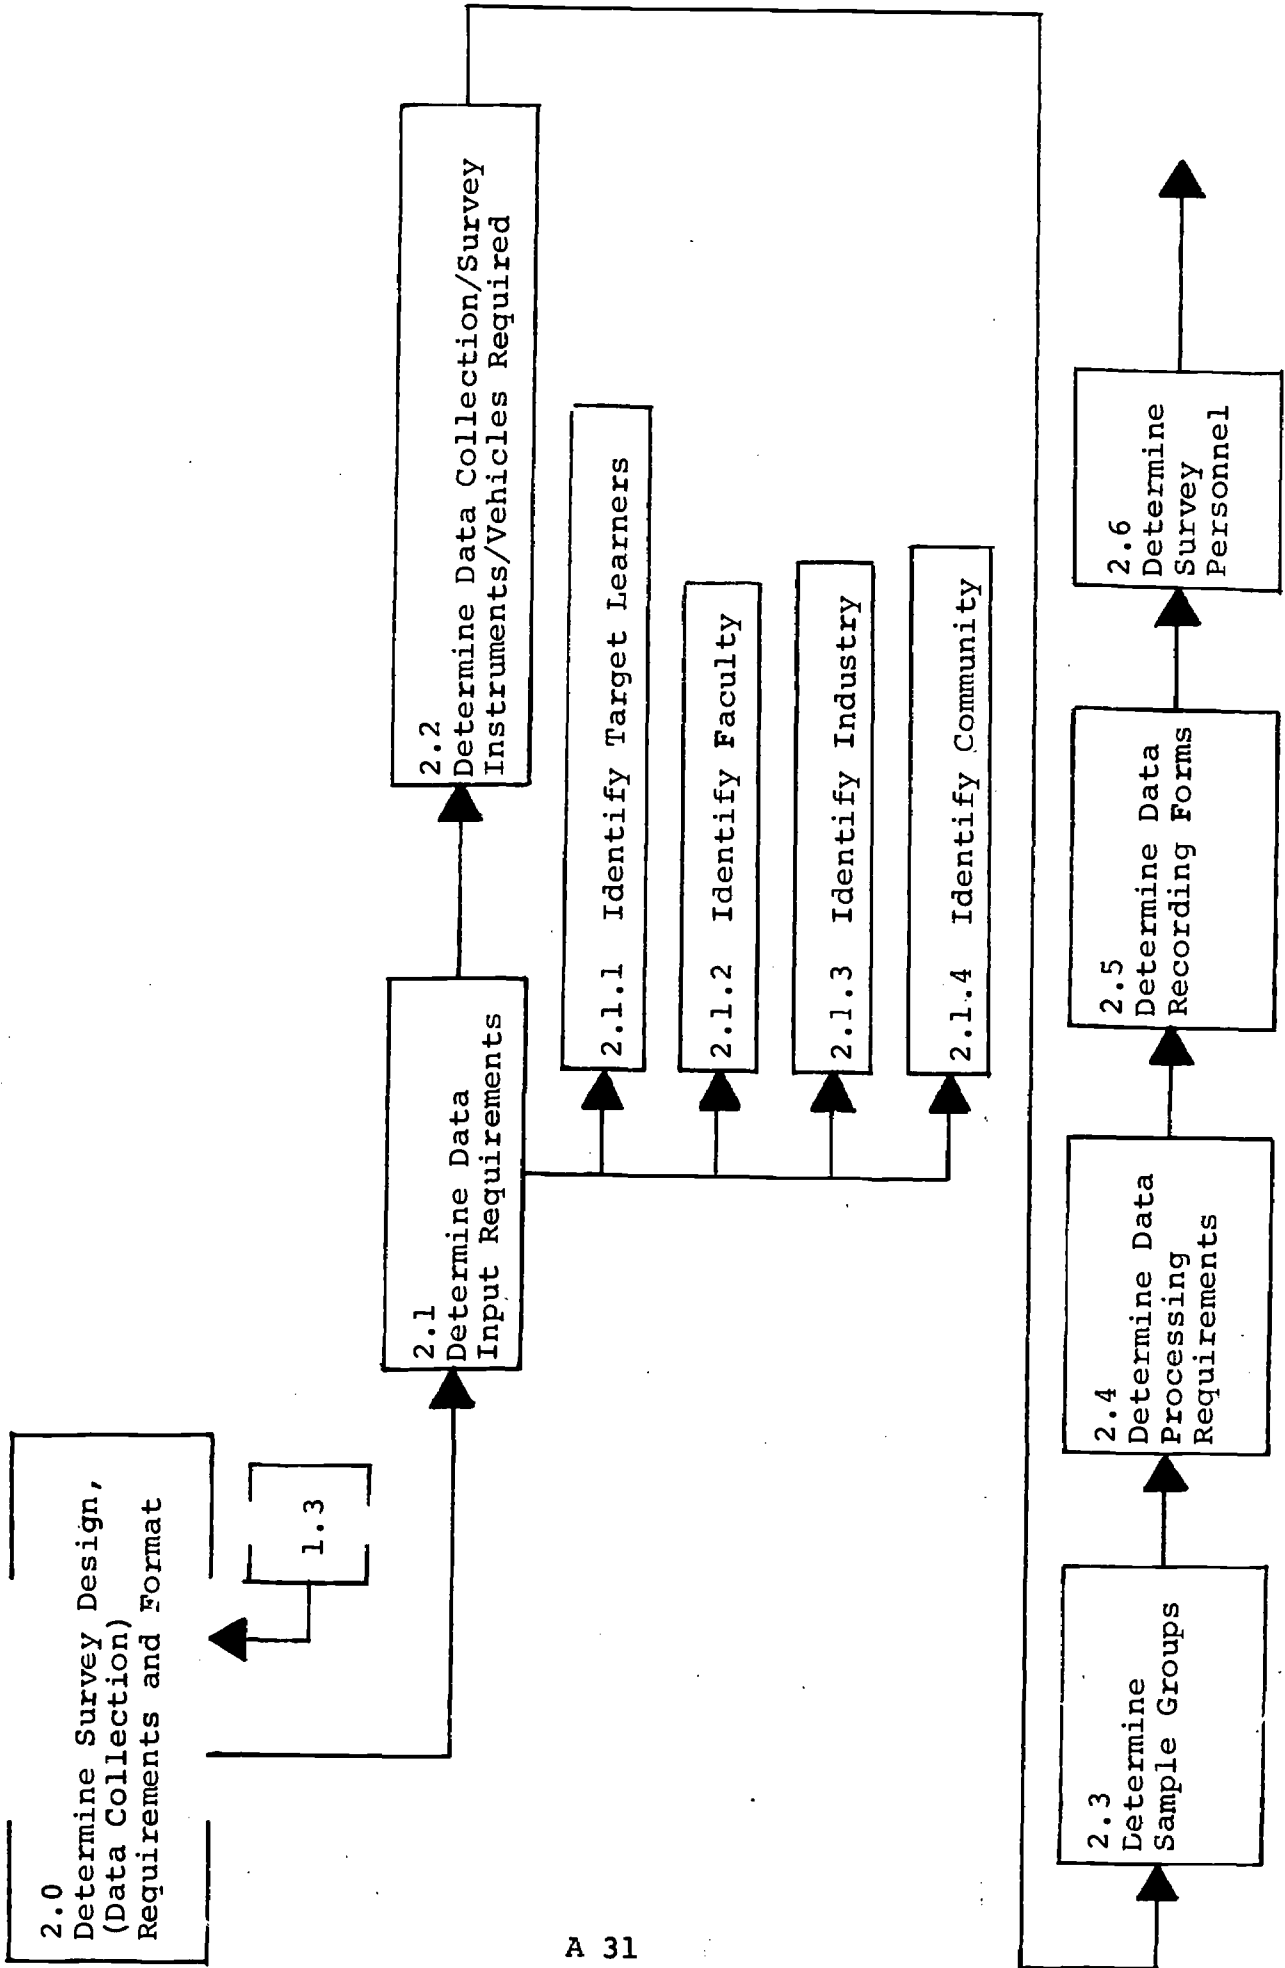 2.0
Determine Survey Design,
(Data Collection)
Requirements and Format
1.3
2.1
Determine Data
Input Requirements
2.2
Determine Data Collection/Survey
Instruments/Vehicles Required
2.1.1 Identify Target Learners
2.1.2 Identify Faculty
2.1.3 Identify Industry
2.1.4 Identify Community
2.3
Determine
Sample Groups
2.4
Determine Data
Processing
Requirements
2.5
Determine Data
Recording Forms
2.6
Determine
Survey
Personnel
A 31